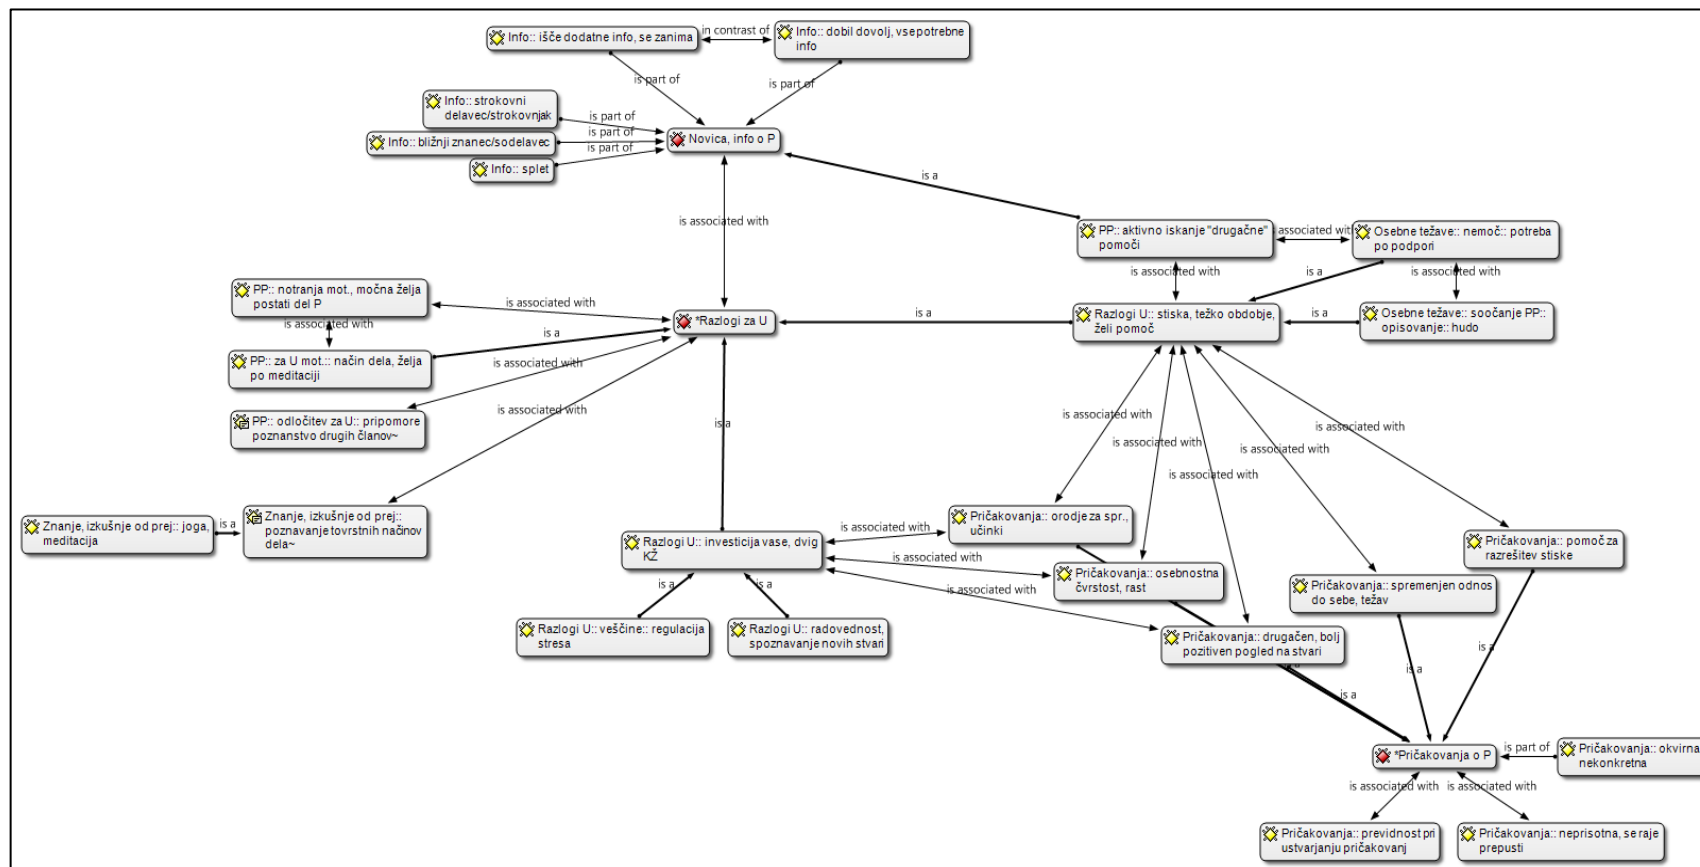 Info:: išče dodatne info, se zanima
in contrast of
Info:: dobil dovolj, vse potrebne
info
is part of
is part of
Info:: strokovni
delavec/strokovnjak
is part of
Info:: bližnji znanec/sodelavec
is part of
is part of
Info:: splet
Novica, info o P
is a
is associated with
PP:: aktivno iskanje "drugačne"
pomoči
associated with
Osebne težave:: nemoč:: potreba
po podpori
is associated with
is a
is associated with
PP:: notranja mot., močna želja
postati del P
is associated with
is associated with
*Razlogi za U
is a
Razlogi U:: stiska, težko obdobje,
želi pomoč
is a
Osebne težave:: soočanje PP::
opisovanje:: hudo
is a
PP:: za U mot.:: način dela, želja
po meditaciji
is associated with
PP:: odločitev za U:: pripomore
poznanstvo drugih članov~
is associated with
is a
is associated with
is associated with
is associated with
is associated with
is associated with
Znanje, izkušnje od prej:: joga,
meditacija
is a
Znanje, izkušnje od prej::
poznavanje tovrstnih načinov
dela~
Razlogi U:: investicija vase, dvig
KŽ
is associated with
is associated with
is associated with
Pričakovanja:: orodje za spr.,
učinki
Pričakovanja:: osebnostna
čvrstost, rast
Pričakovanja:: pomoč za
razrešitev stiske
Pričakovanja:: spremenjen odnos
do sebe, težav
is a
is a
Razlogi U:: veščine:: regulacija
stresa
Razlogi U:: radovednost,
spoznavanje novih stvari
Pričakovanja:: drugačen, bolj
pozitiven pogled na stvari
is a
is a
is a
is a
*Pričakovanja o P
is part of
Pričakovanja:: okvirna,
nekonkretna
is associated with
is associated with
Pričakovanja:: previdnost pri
ustvarjanju pričakovanj
Pričakovanja:: neprisotna, se raje
prepusti